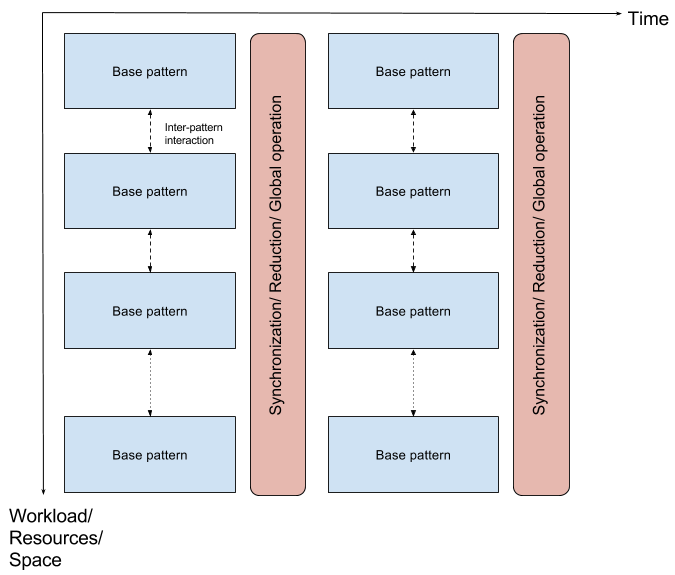 Time
Base pattern
Inter-pattern
interaction
Base pattern
Base pattern
Base pattern
Synchronization/ Reduction/ Global operation
Base pattern
Base pattern
Base pattern
Base pattern
Synchronization/ Reduction/ Global operation
Workload/
Resources/
Space